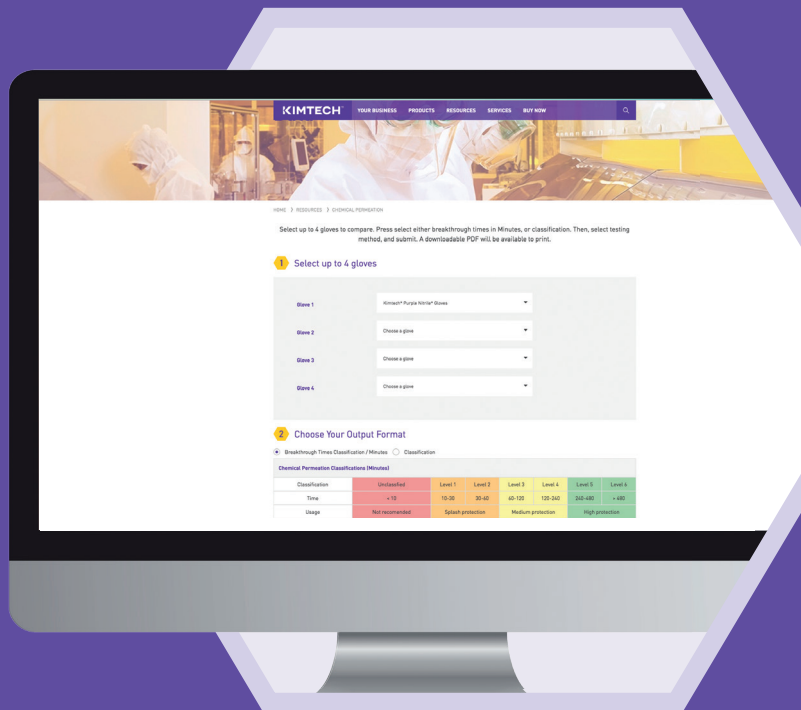 KIMTECH™ YOUR BUSINESS PRODUCTS RESOURCES SERVICES BUY NOW
HOME > RESOURCES > CHEMICAL PERMEATION
Select up to 4 gloves to compare. Press select either breakthrough times in Minutes, or classification. Then, select testing
method, and submit. A downloadable PDF will be available to print.
1 Select up to 4 gloves
Glove 1 Kimtech™ Purple Nitrile™ Gloves
Glove 2 Choose a glove
Glove 3 Choose a glove
Glove 4 Choose a glove
2 Choose Your Output Format
Breakthrough Times Classification / Minutes Classification
Chemical Permeation Classifications (Minutes)
Classification Unclassified Level 1 Level 2 Level 3 Level 4 Level 5 Level 6
Time < 10 10-30 30-60 60-120 120-240 240-480 > 480
Usage Not recomended Splash protection Medium protection High protection